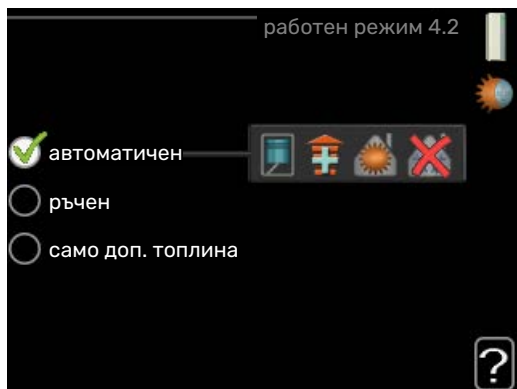 работен режим 4.2
автоматичен
ръчен
само доп. топлина
?